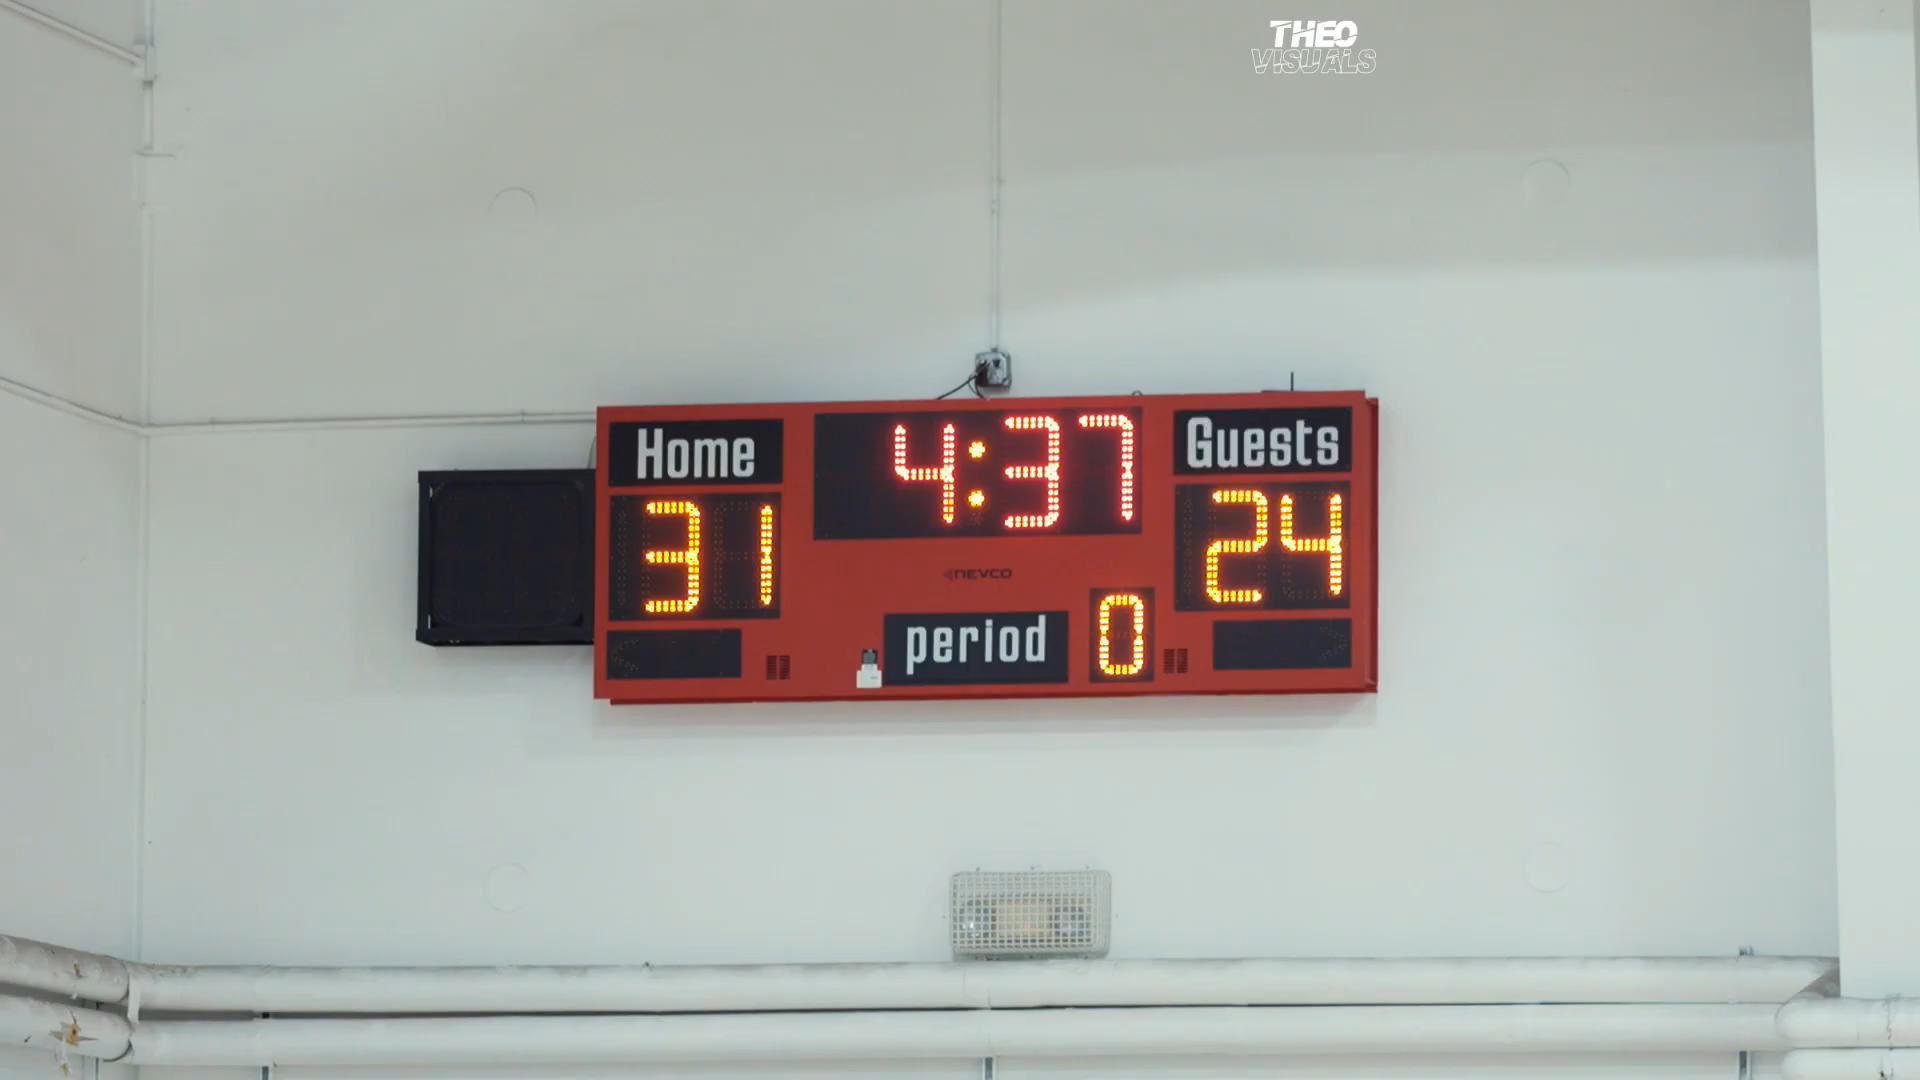 THEO
VISUALS
Home
4:37
Guests
31
24
NEVCO
period
0